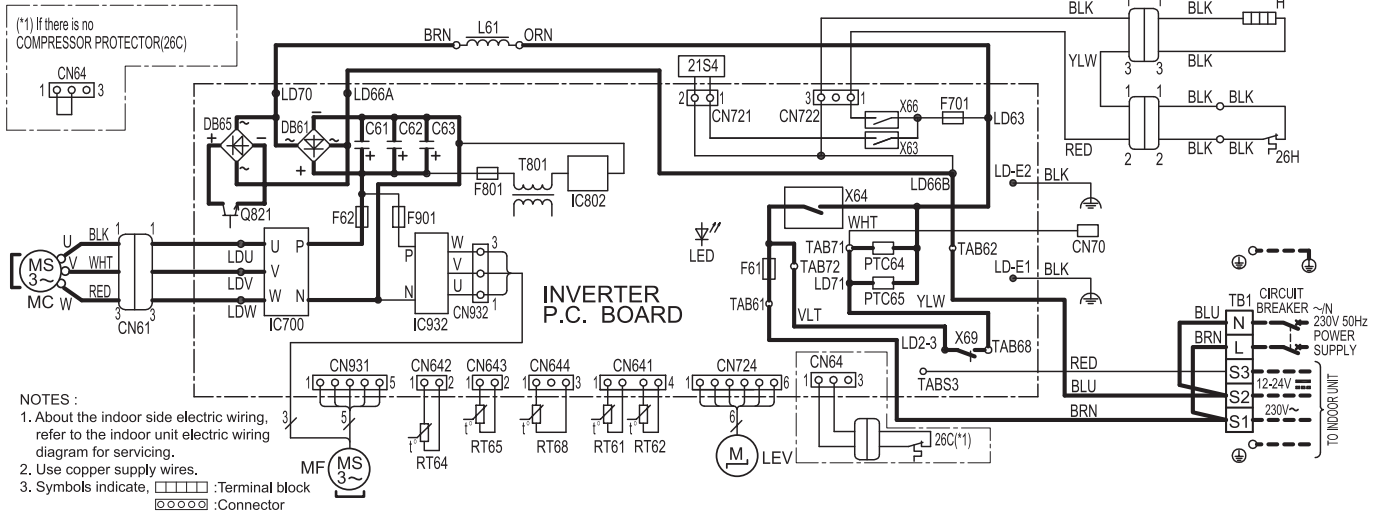 (*1) If there is no
COMPRESSOR PROTECTOR(26C)
CN64
1 3
BRN L61 ORN
BLK BLK H
YLW
3 3 BLK
1 1
BLK BLK
BLK BLK
RED
2 2
26H
21S4
2 1
CN721
3 1
CN722
X66
X63
F701
LD63
LD70
LD66A
DB65
DB61
C61 C62 C63
+ ~ −
~
−
~ ~
+
+ + +
Q821
F801
T801
IC802
F62
F901
LD66B
LD-E2 BLK
X64
WHT
TAB71
TAB72
LD71
PTC64
PTC65
TAB62
CN70
LD-E1 BLK
LED
F61
TAB61
VLT
YLW
LD2-3
X69
TAB68
U BLK 1 1
V WHT
W RED 3 3
MS
3~
MC
CN61
LDU
LDV
LDW
U P
V
W N
IC700
P W 3
V
N U 1
IC932
CN932
INVERTER
P.C. BOARD
CN931
1 5
CN642
1 2
CN643
1 2
CN644
1 3
CN641
1 4
CN724
1 6
CN64
1 3
TABS3
RED
BLU
BRN
3
5
6
MF
MS
3~
t°
RT64
t°
RT65
t°
RT68
t° t°
RT61 RT62
M
LEV
26C(*1)
TB1
CIRCUIT
BREAKER
~/N
230V 50Hz
POWER
SUPPLY
BLU N
BRN L
S3
12-24V
S2
230V~
S1
TO INDOOR UNIT
NOTES :
1. About the indoor side electric wiring,
refer to the indoor unit electric wiring
diagram for servicing.
2. Use copper supply wires.
3. Symbols indicate, :Terminal block
:Connector